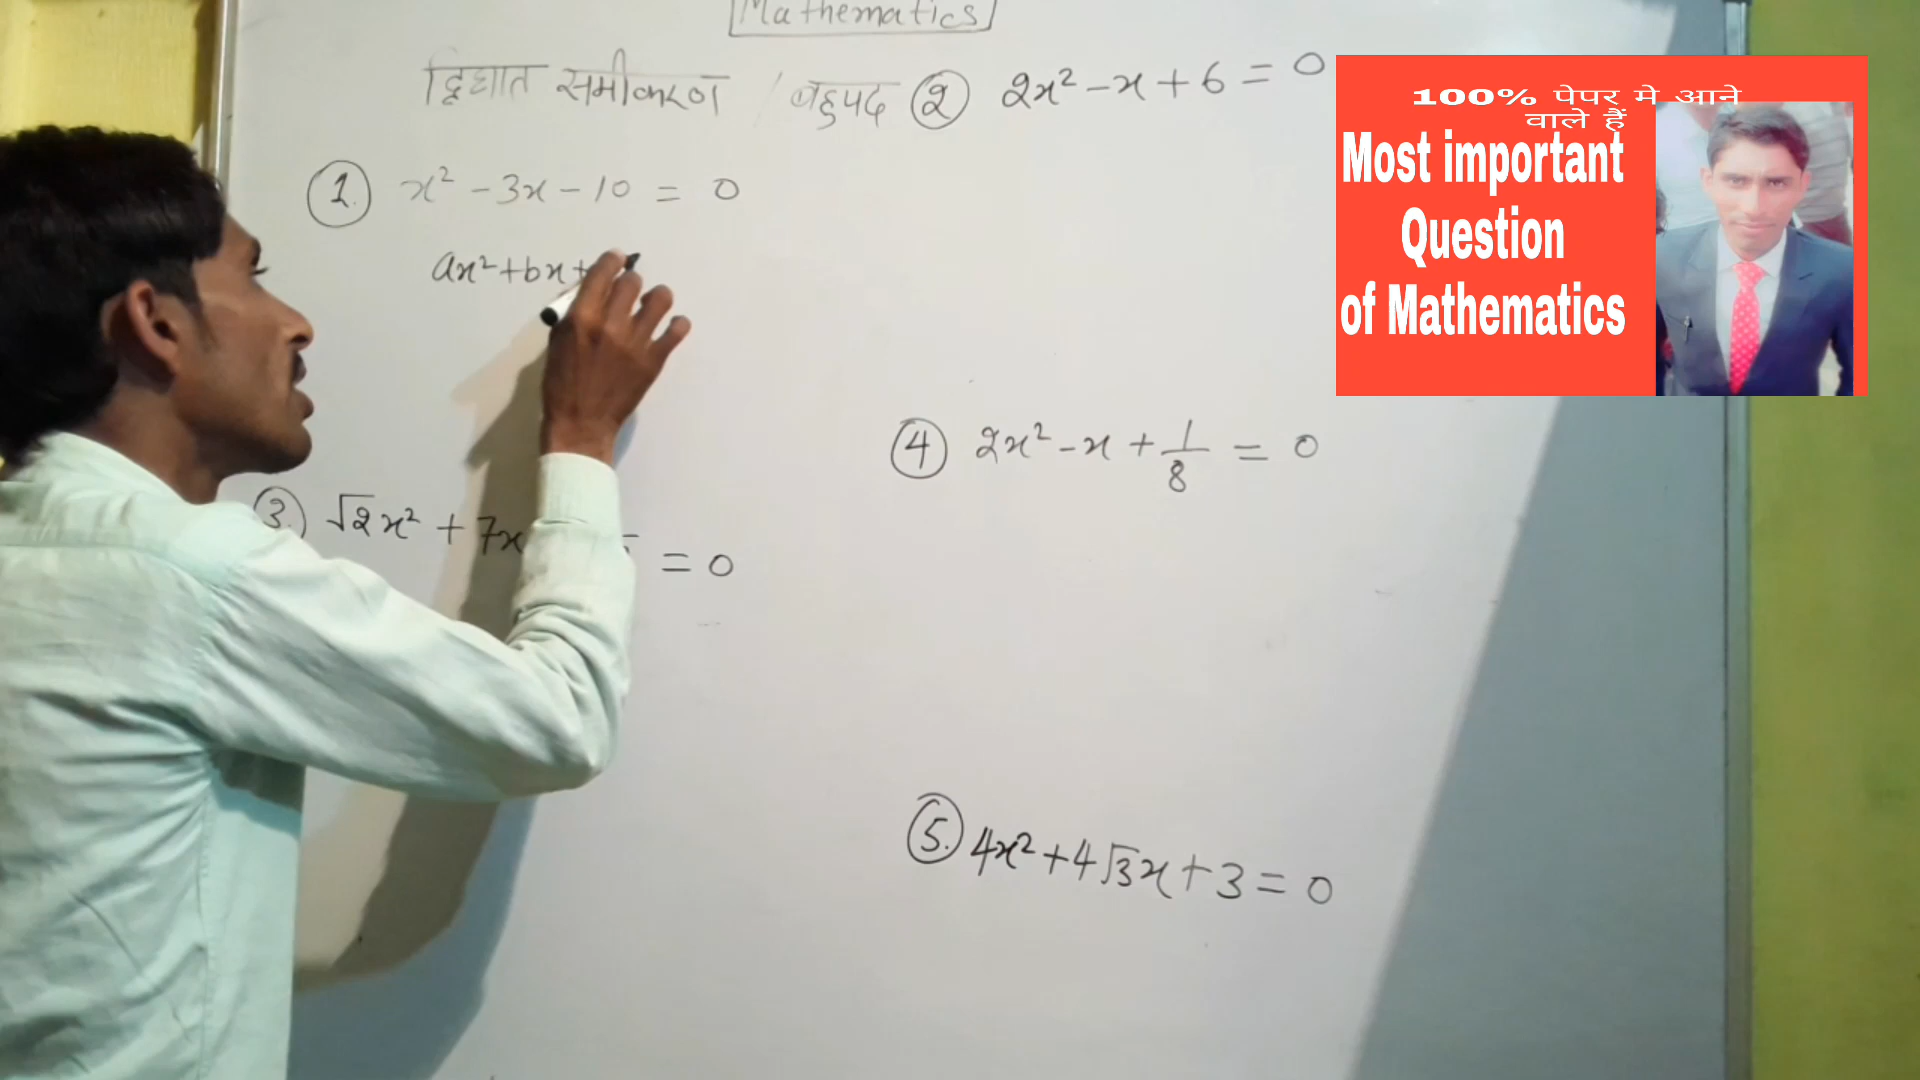 Mathematics
द्विघात समीकरण / बहुपद
① x² - 3x - 10 = 0
ax² + bx +
② 2x² - x + 6 = 0
③ √2x² + 7x = 0
④ 2x² - x + 1/8 = 0
⑤ 4x² + 4√3x + 3 = 0
100% पेपर मे आने
वाले हैं
Most important
Question
of Mathematics